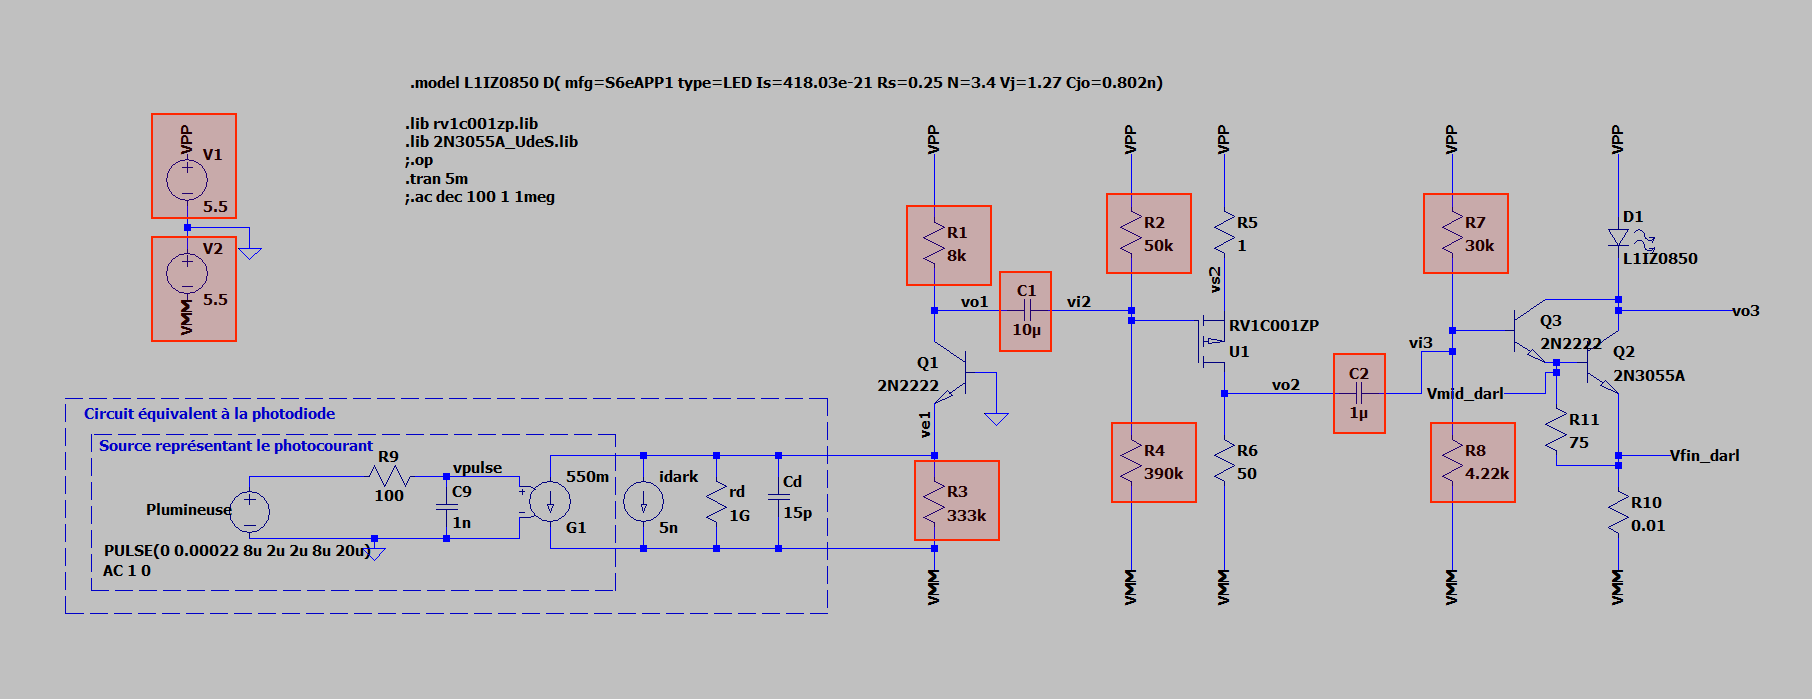 .model L1IZ0850 D( mfg=S6eAPP1 type=LED Is=418.03e-21 Rs=0.25 N=3.4 Vj=1.27 Cjo=0.802n)
.lib rv1c001zp.lib
.lib 2N3055A_UdeS.lib
;.op
.tran 5m
;.ac dec 100 1 1meg
VPP
V1
5.5
V2
5.5
VMM
VPP
R1
8k
vo1
C1
10µ
vi2
Q1
2N2222
ve1
R3
333k
VMM
VPP
R2
50k
R4
390k
VMM
VPP
R5
1
vs2
RV1C001ZP
U1
vo2
R6
50
VMM
C2
1µ
vi3
VPP
R7
30k
R8
4.22k
VMM
VPP
D1
L1IZ0850
vo3
Q3
2N2222
Q2
2N3055A
Vmid_darl
R11
75
Vfin_darl
R10
0.01
VMM
Circuit équivalent à la photodiode
Source représentant le photocourant
R9
100
vpulse
C9
1n
Plumineuse
PULSE(0 0.00022 8u 2u 2u 8u 20u)
AC 1 0
550m
G1
idark
5n
rd
1G
Cd
15p